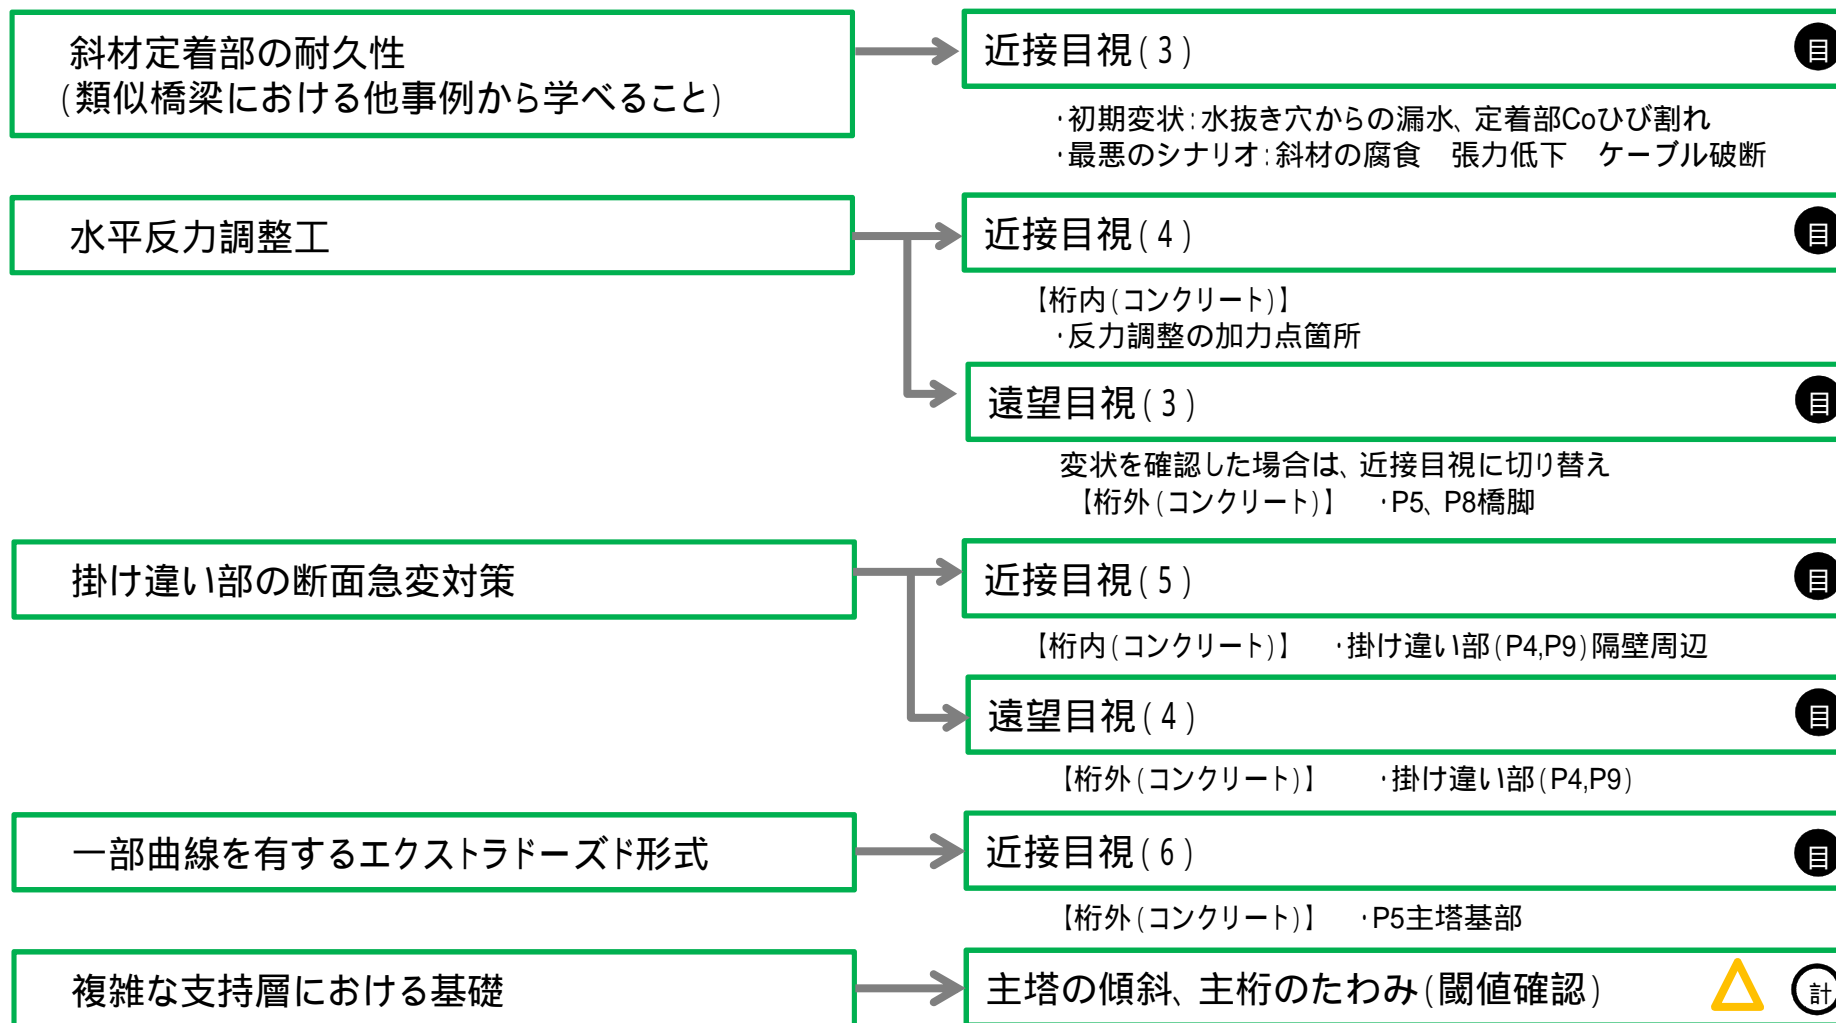 斜材定着部の耐久性
(類似橋梁における他事例から学べること)
近接目視(3)
目
・初期変状:水抜き穴からの漏水、定着部Coひび割れ
・最悪のシナリオ:斜材の腐食　張力低下　ケーブル破断
水平反力調整工
近接目視(4)
目
【桁内(コンクリート)】
・反力調整の加力点箇所
遠望目視(3)
目
変状を確認した場合は、近接目視に切り替え
【桁外(コンクリート)】　・P5、P8橋脚
掛け違い部の断面急変対策
近接目視(5)
目
【桁内(コンクリート)】　・掛け違い部(P4,P9)隔壁周辺
遠望目視(4)
目
【桁外(コンクリート)】　・掛け違い部(P4,P9)
一部曲線を有するエクストラドーズド形式
近接目視(6)
目
【桁外(コンクリート)】　・P5主塔基部
複雑な支持層における基礎
主塔の傾斜、主桁のたわみ(閾値確認)
計